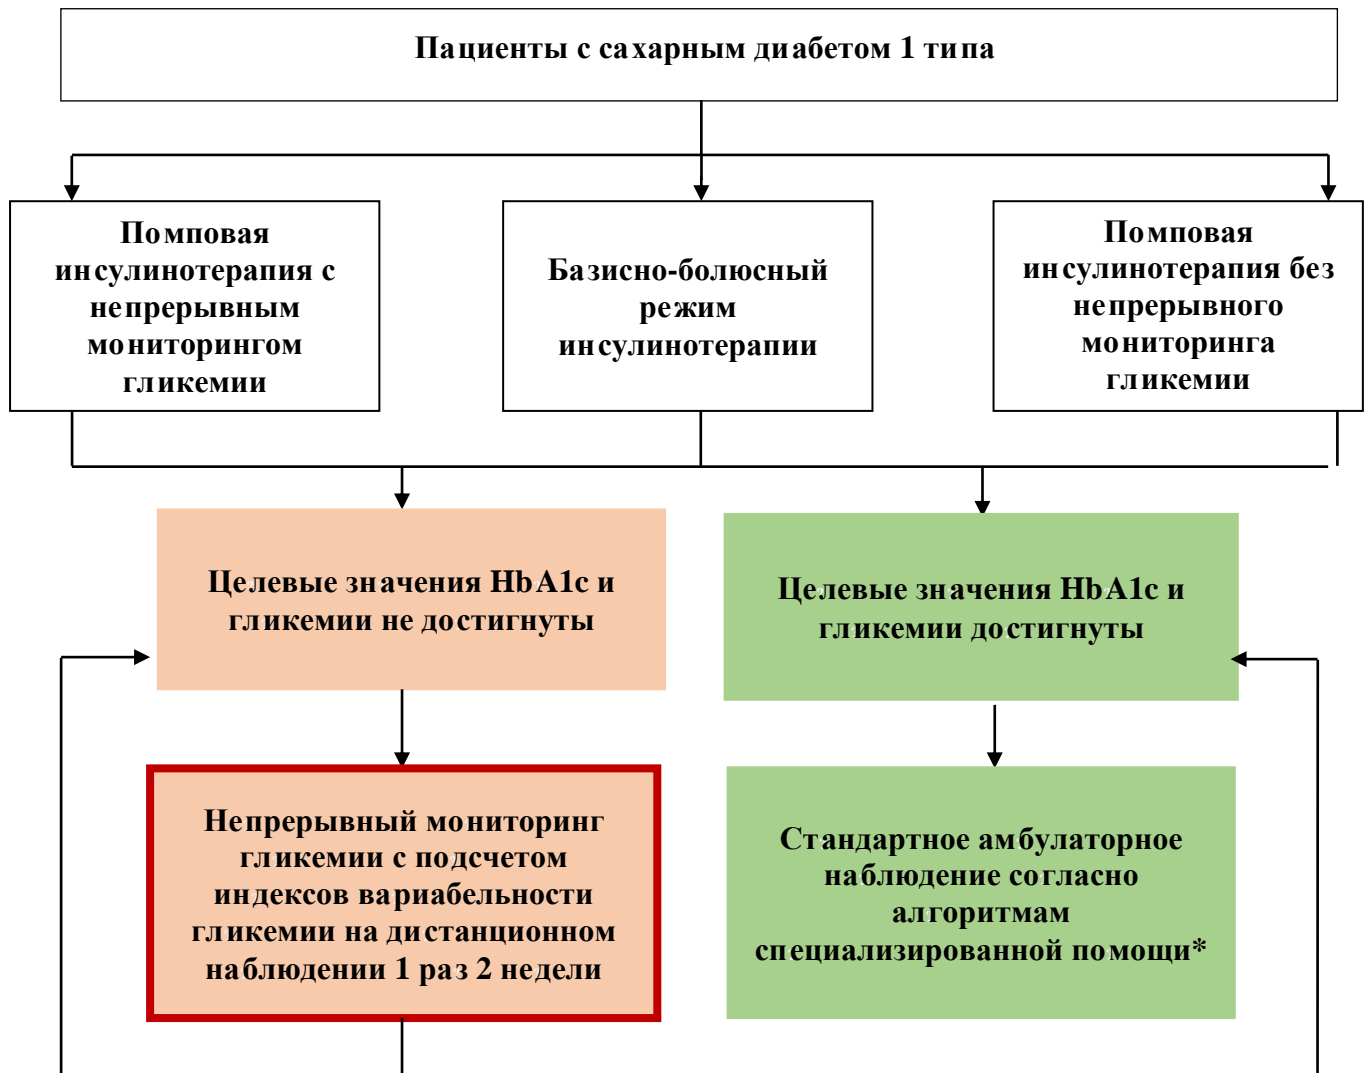 Пациенты с сахарным диабетом 1 типа
Помповая
инсулинотерапия с
непрерывным
мониторингом
гликемии
Базисно-болюсный
режим
инсулинотерапии
Помповая
инсулинотерапия без
непрерывного
мониторинга
гликемии
Целевые значения HbA1c и
гликемии не достигнуты
Целевые значения HbA1c и
гликемии достигнуты
Непрерывный мониторинг
гликемии с подсчетом
индексов вариабельности
гликемии на дистанционном
наблюдении 1 раз 2 недели
Стандартное амбулаторное
наблюдение согласно
алгоритмам
специализированной помощи*